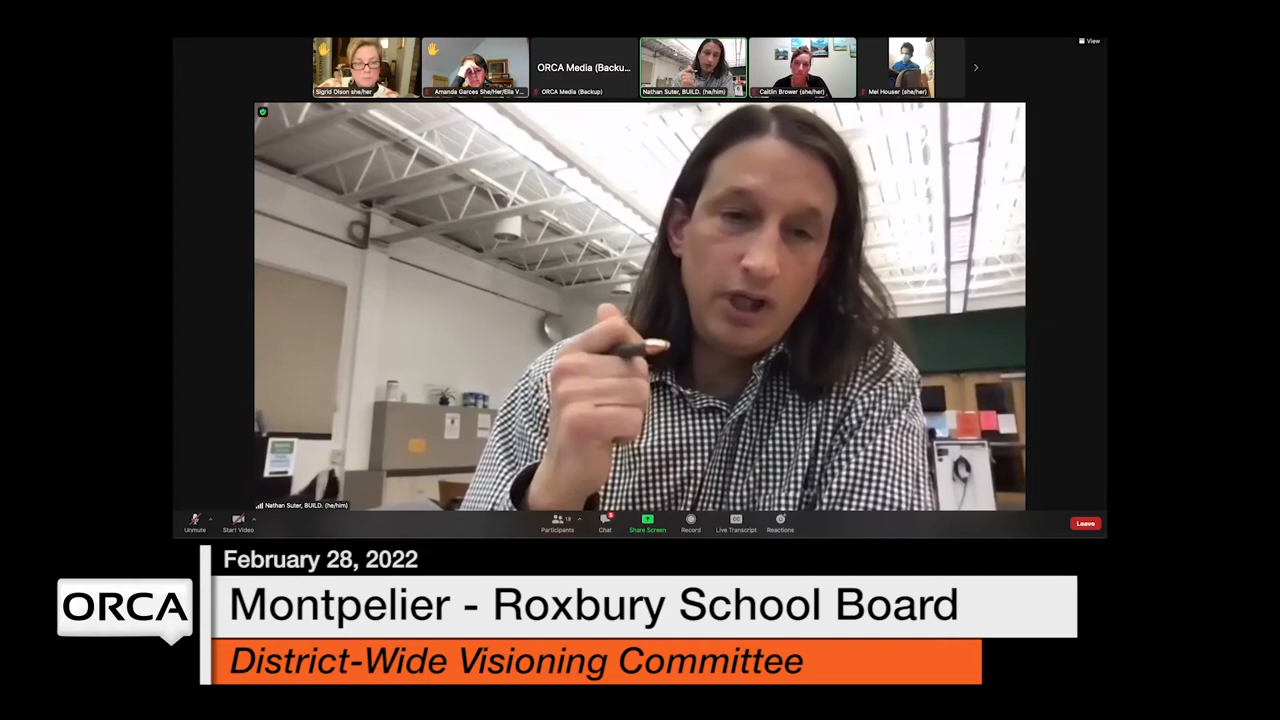 View
Sigrid Olson she/her
Amanda Garces She/Her/Ella V...
ORCA Media (Backu...
ORCA Media (Backup)
Nathan Suter, BUILD. (he/him)
Caitlin Brower (she/her)
Mel Houser (she/her)
Nathan Suter, BUILD. (he/him)
Unmute
Start Video
Participants
18
Chat
3
Share Screen
Record
CC
Live Transcript
Reactions
Leave
February 28, 2022
ORCA
Montpelier - Roxbury School Board
District-Wide Visioning Committee